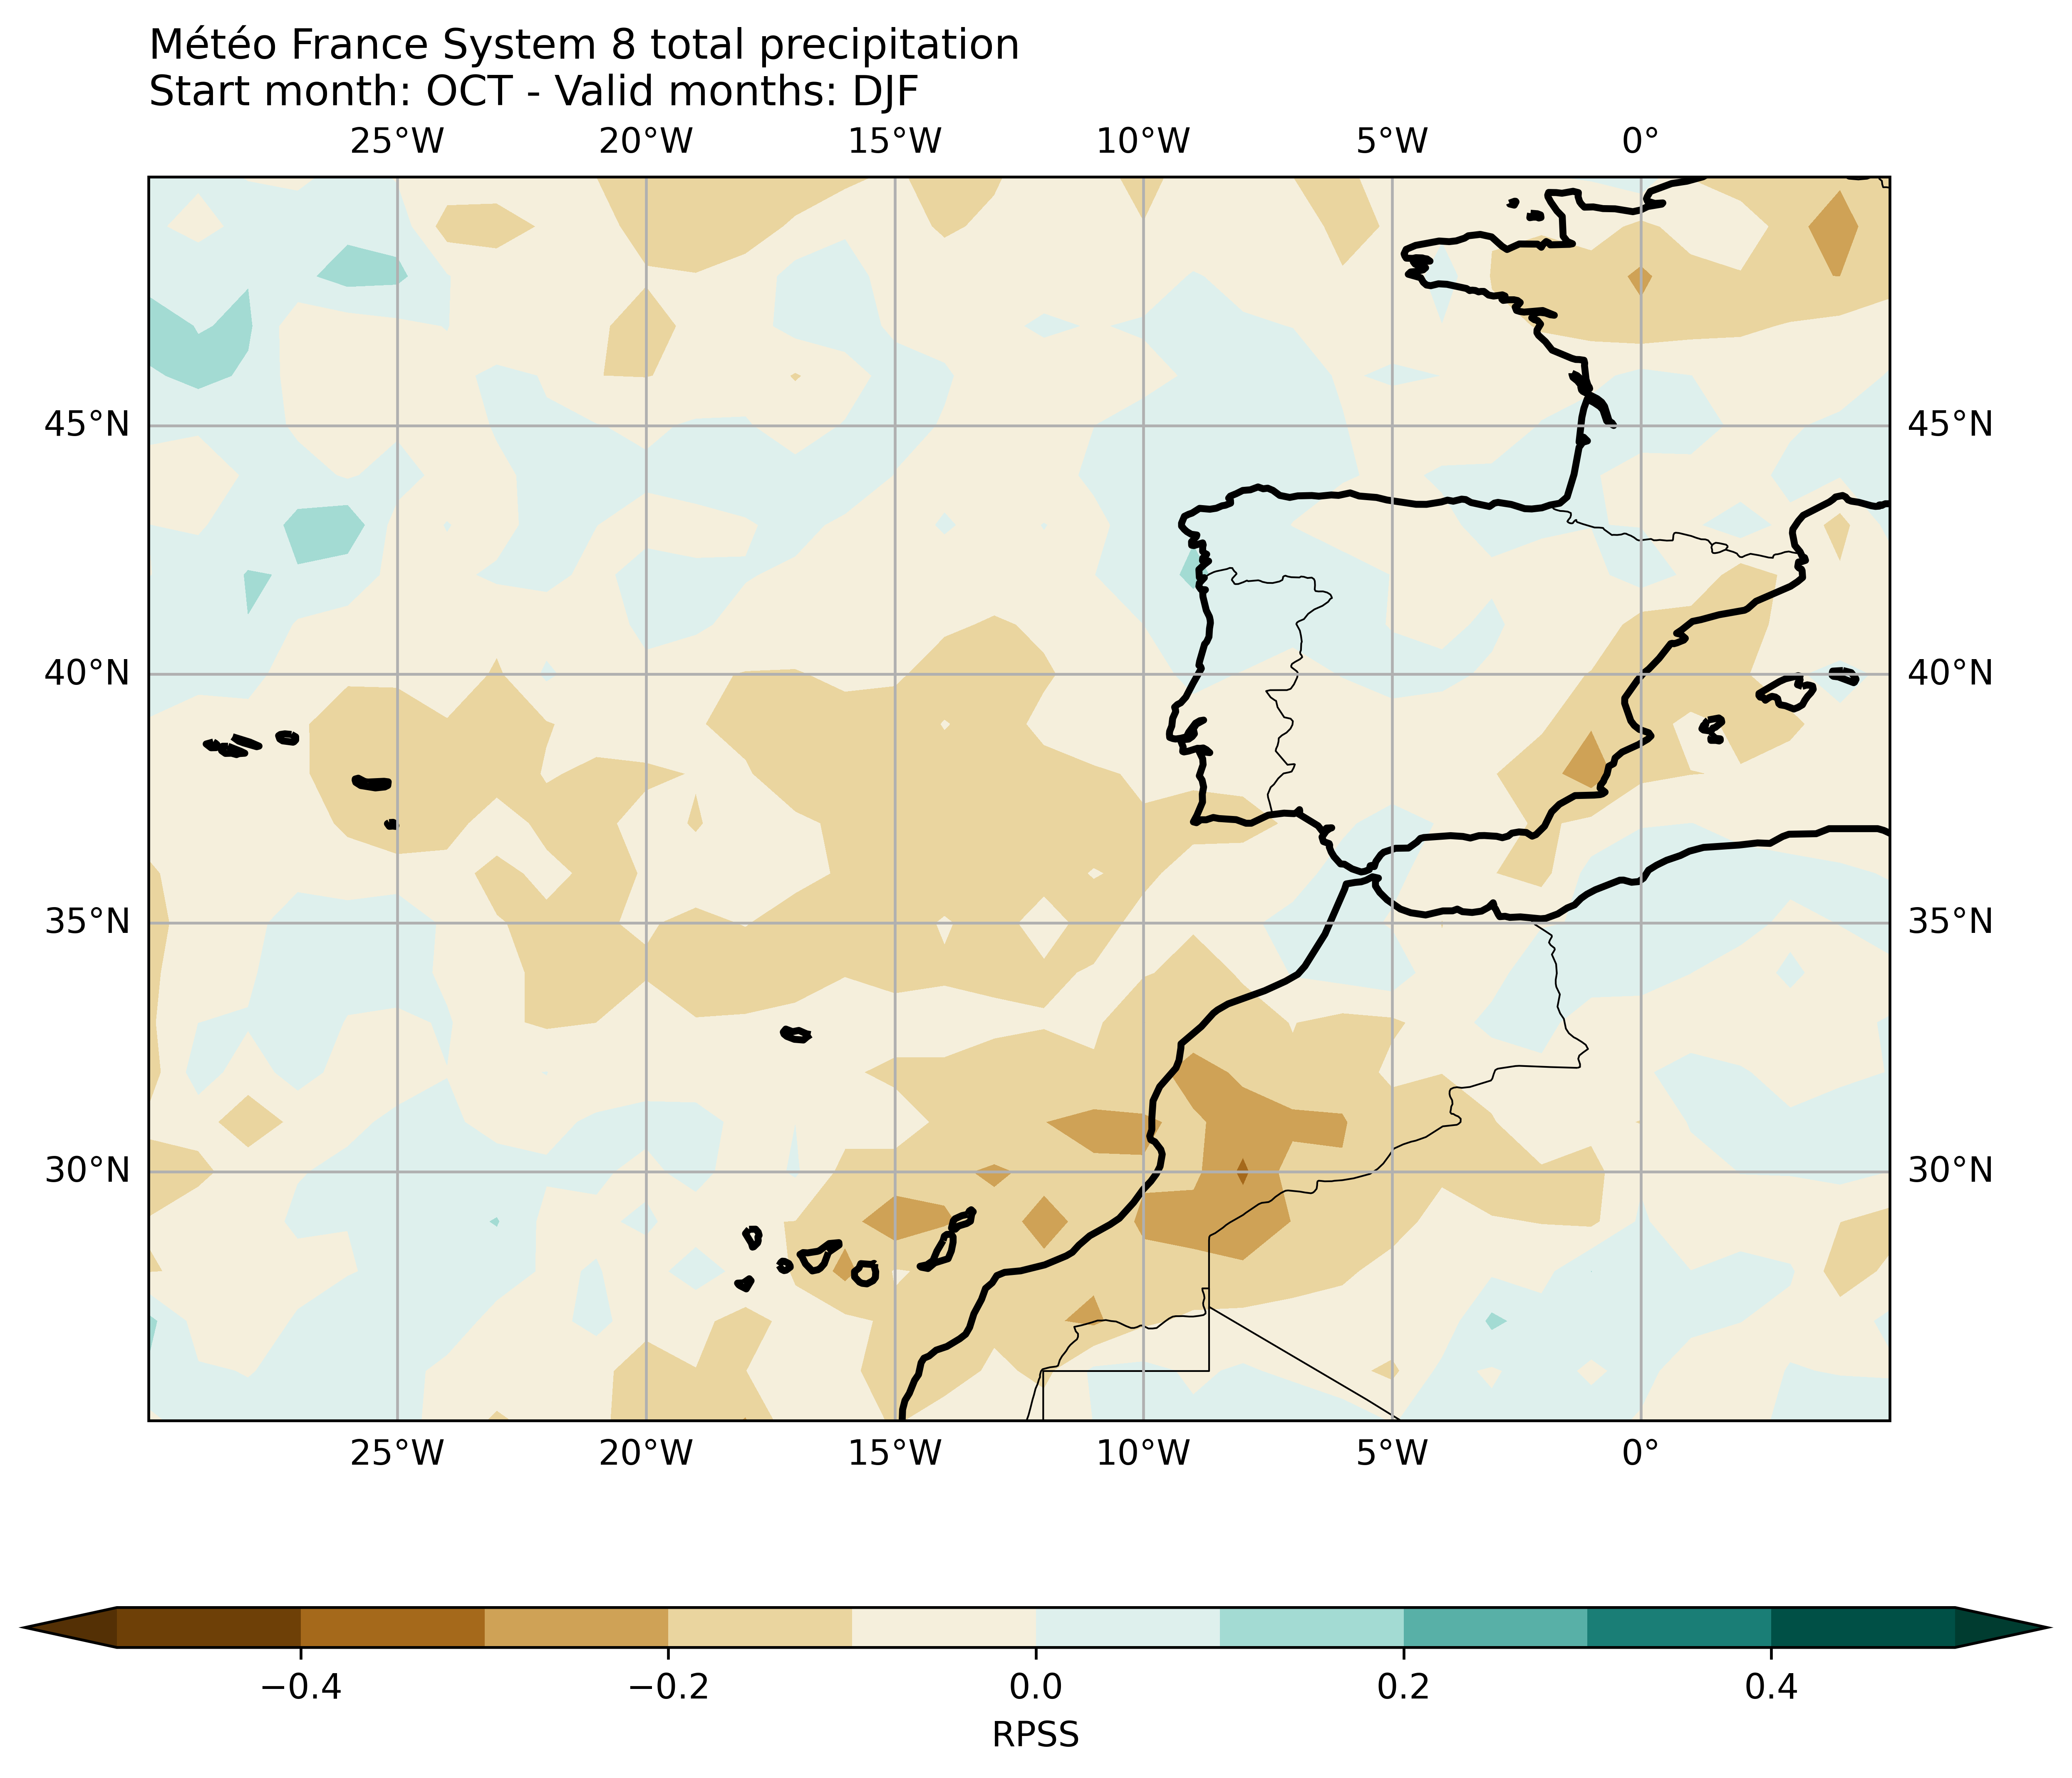 Météo France System 8 total precipitation
Start month: OCT - Valid months: DJF
25°W 20°W 15°W 10°W 5°W 0°
45°N 45°N
40°N 40°N
35°N 35°N
30°N 30°N
25°W 20°W 15°W 10°W 5°W 0°
−0.4 −0.2 0.0 0.2 0.4
RPSS